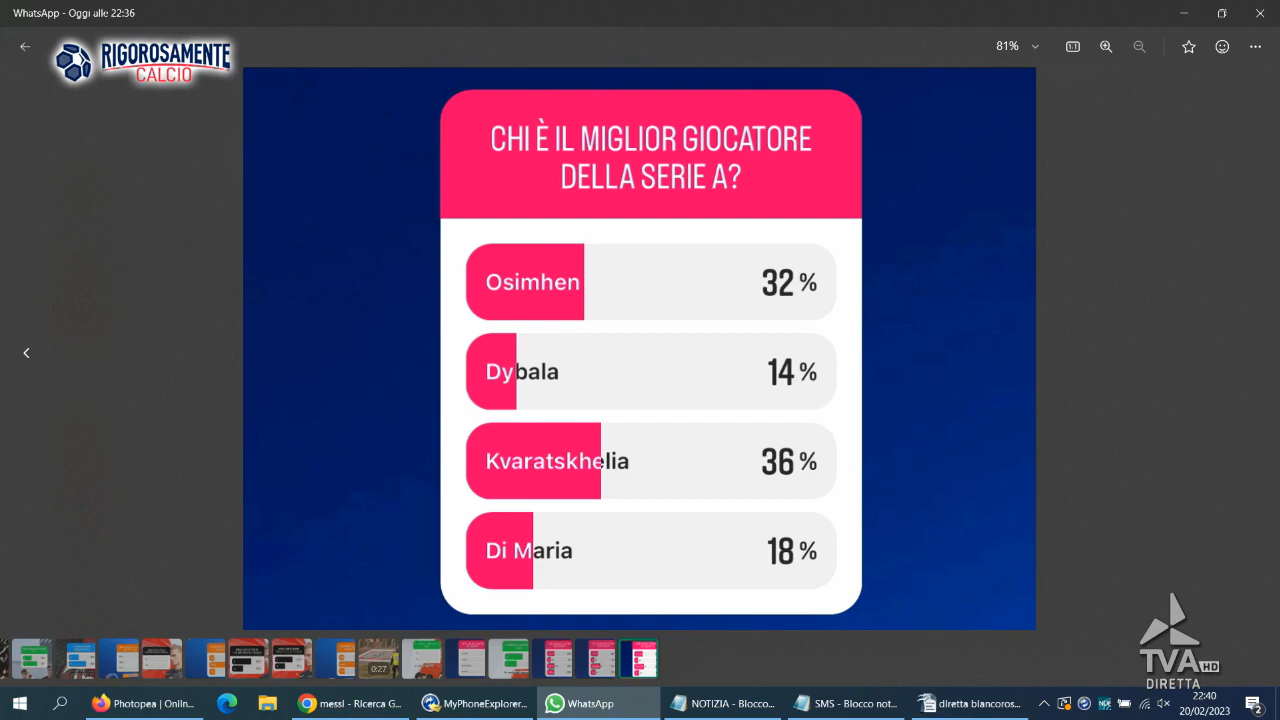 WhatsApp - Oggi alle 22:36
RIGOROSAMENTE
CALCIO
81%
CHI È IL MIGLIOR GIOCATORE
DELLA SERIE A?
Osimhen 32 %
Dybala 14 %
Kvaratskhelia 36 %
Di Maria 18 %
0:27
TVA HD
DIRETTA
Photopea | Onlin...
messi - Ricerca G...
MyPhoneExplorer...
WhatsApp
NOTIZIA - Blocco...
SMS - Blocco not...
diretta blancoros...
22:40
20/02/2023
2